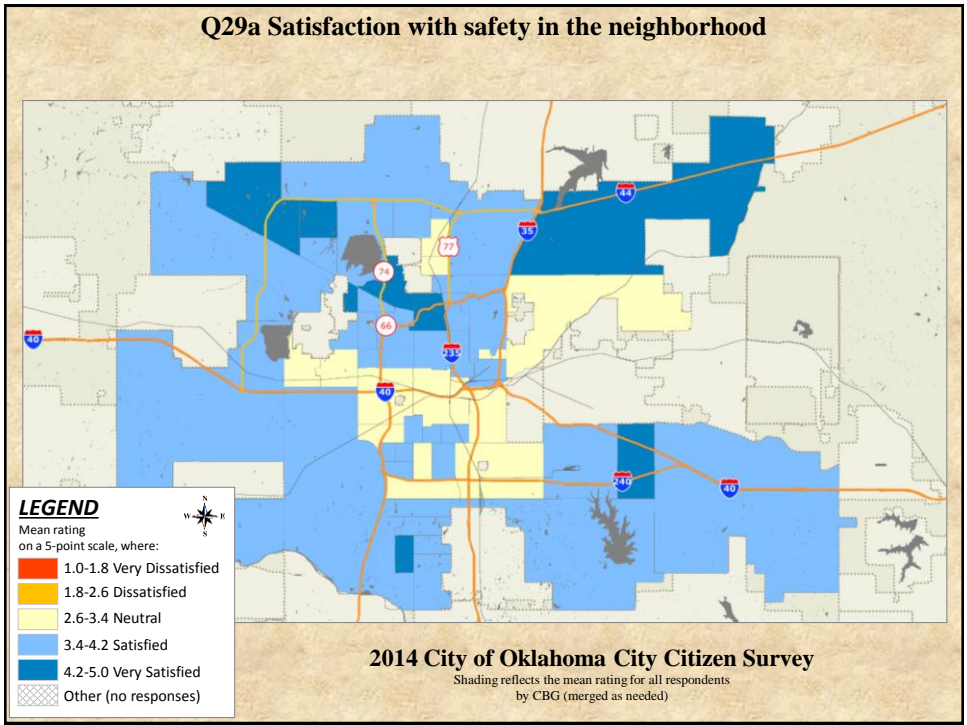 Q29a Satisfaction with safety in the neighborhood
44
35
77
74
40
66
235
40
240
40
LEGEND
N
W E
S
Mean rating
on a 5-point scale, where:
1.0-1.8 Very Dissatisfied
1.8-2.6 Dissatisfied
2.6-3.4 Neutral
3.4-4.2 Satisfied
4.2-5.0 Very Satisfied
Other (no responses)
2014 City of Oklahoma City Citizen Survey
Shading reflects the mean rating for all respondents
by CBG (merged as needed)